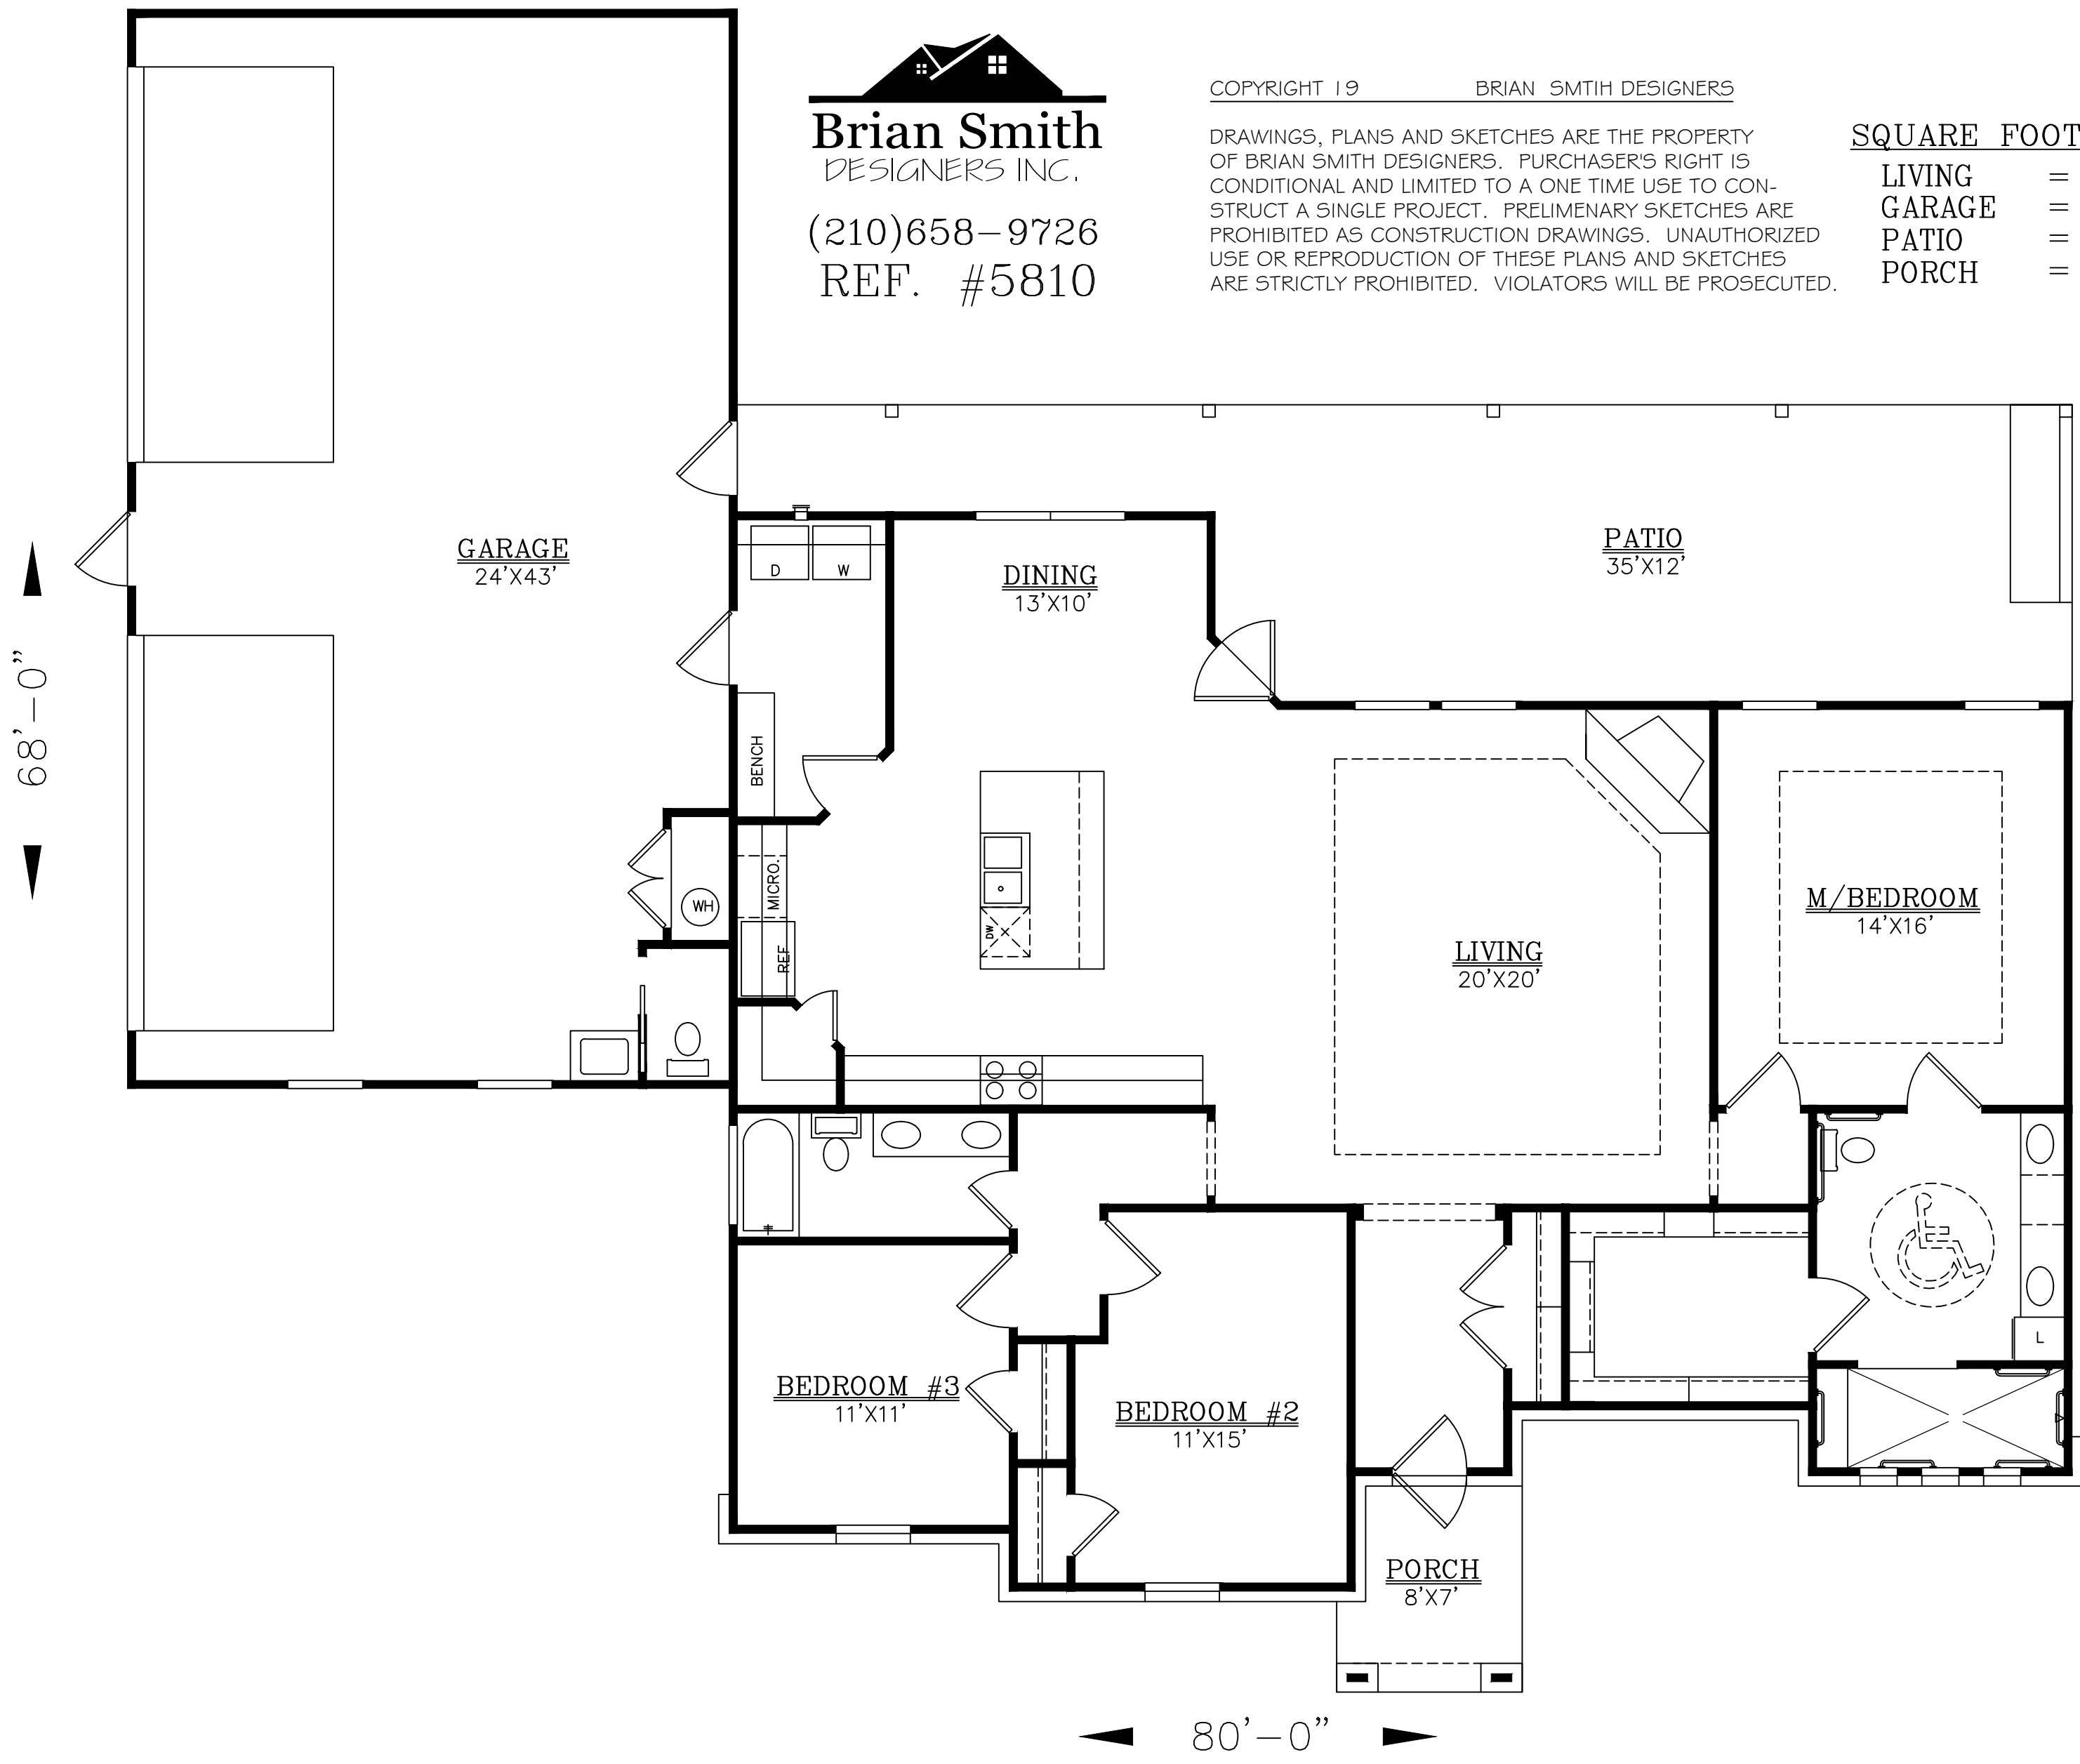 Brian Smith
DESIGNERS INC.
(210)658-9726
REF. #5810
COPYRIGHT 19 BRIAN SMTIH DESIGNERS
DRAWINGS, PLANS AND SKETCHES ARE THE PROPERTY
OF BRIAN SMITH DESIGNERS. PURCHASER'S RIGHT IS
CONDITIONAL AND LIMITED TO A ONE TIME USE TO CON-
STRUCT A SINGLE PROJECT. PRELIMENARY SKETCHES ARE
PROHIBITED AS CONSTRUCTION DRAWINGS. UNAUTHORIZED
USE OR REPRODUCTION OF THESE PLANS AND SKETCHES
ARE STRICTLY PROHIBITED. VIOLATORS WILL BE PROSECUTED.
SQUARE FOOT
LIVING =
GARAGE =
PATIO =
PORCH =
GARAGE
24'X43'
68'-0"
D
W
DINING
13'X10'
PATIO
35'X12'
BENCH
MICRO.
WH
REF
DW
LIVING
20'X20'
M/BEDROOM
14'X16'
L
BEDROOM #3
11'X11'
BEDROOM #2
11'X15'
PORCH
8'X7'
80'-0"